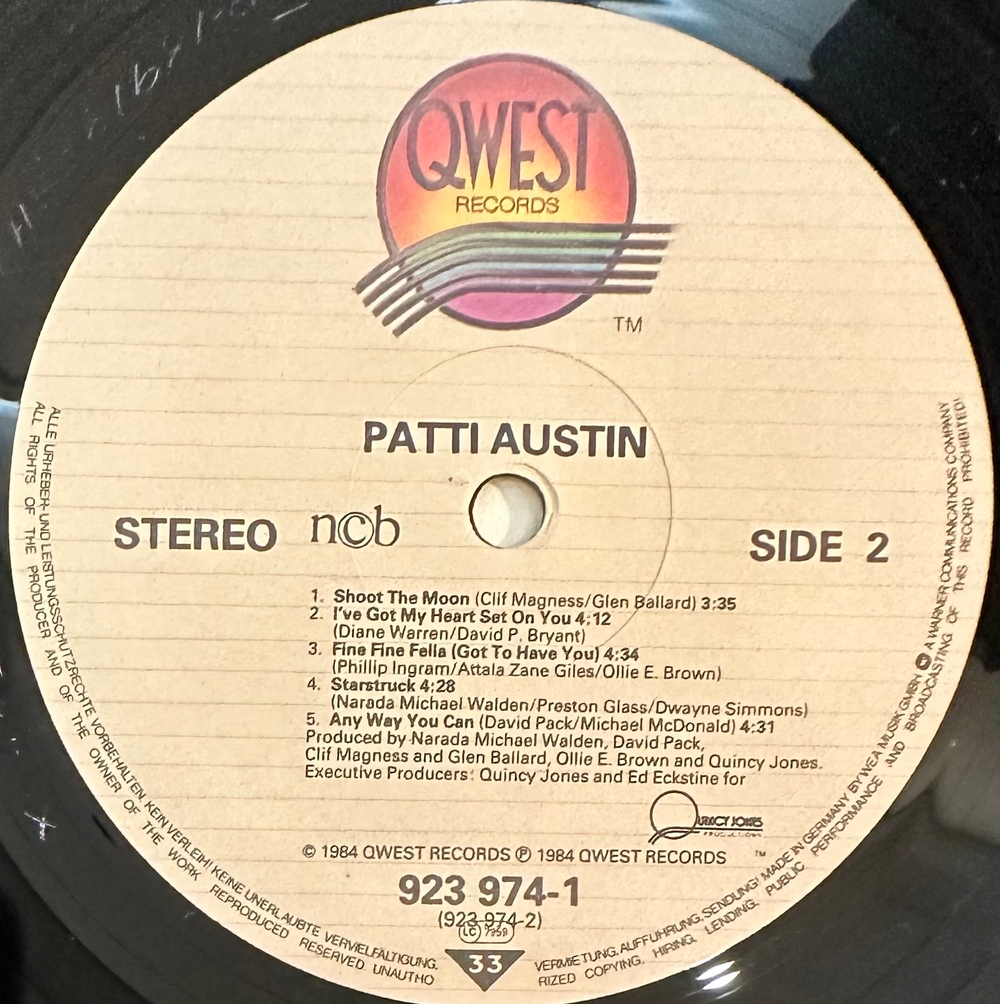 QWEST
RECORDS
TM
PATTI AUSTIN
STEREO ncb SIDE 2
1. Shoot The Moon (Clif Magness/Glen Ballard) 3:35
2. I've Got My Heart Set On You 4:12
(Diane Warren/David P. Bryant)
3. Fine Fine Fella (Got To Have You) 4:34
(Phillip Ingram/Attala Zane Giles/Ollie E. Brown)
4. Starstruck 4:28
(Narada Michael Walden/Preston Glass/Dwayne Simmons)
5. Any Way You Can (David Pack/Michael McDonald) 4:31
Produced by Narada Michael Walden, David Pack,
Clif Magness and Glen Ballard, Ollie E. Brown and Quincy Jones.
Executive Producers: Quincy Jones and Ed Eckstine for
QUINCY JONES
PRODUCTIONS
TM
© 1984 QWEST RECORDS ℗ 1984 QWEST RECORDS
923 974-1
(923 974-2)
LC 7959
33
ALLE URHEBER- UND LEISTUNGSSCHUTZRECHTE VORBEHALTEN KEIN VERLEIH! KEINE UNERLAUBTE VERVIELFÄLTIGUNG. VERMIETUNG, AUFFÜHRUNG, SENDUNG! MADE IN GERMANY BY WEA MUSIK GMBH A WARNER COMMUNICATIONS COMPANY
ALL RIGHTS OF THE PRODUCER AND OF THE OWNER OF THE WORK REPRODUCED RESERVED UNAUTHORIZED COPYING, HIRING, LENDING, PUBLIC PERFORMANCE AND BROADCASTING OF THIS RECORD PROHIBITED!